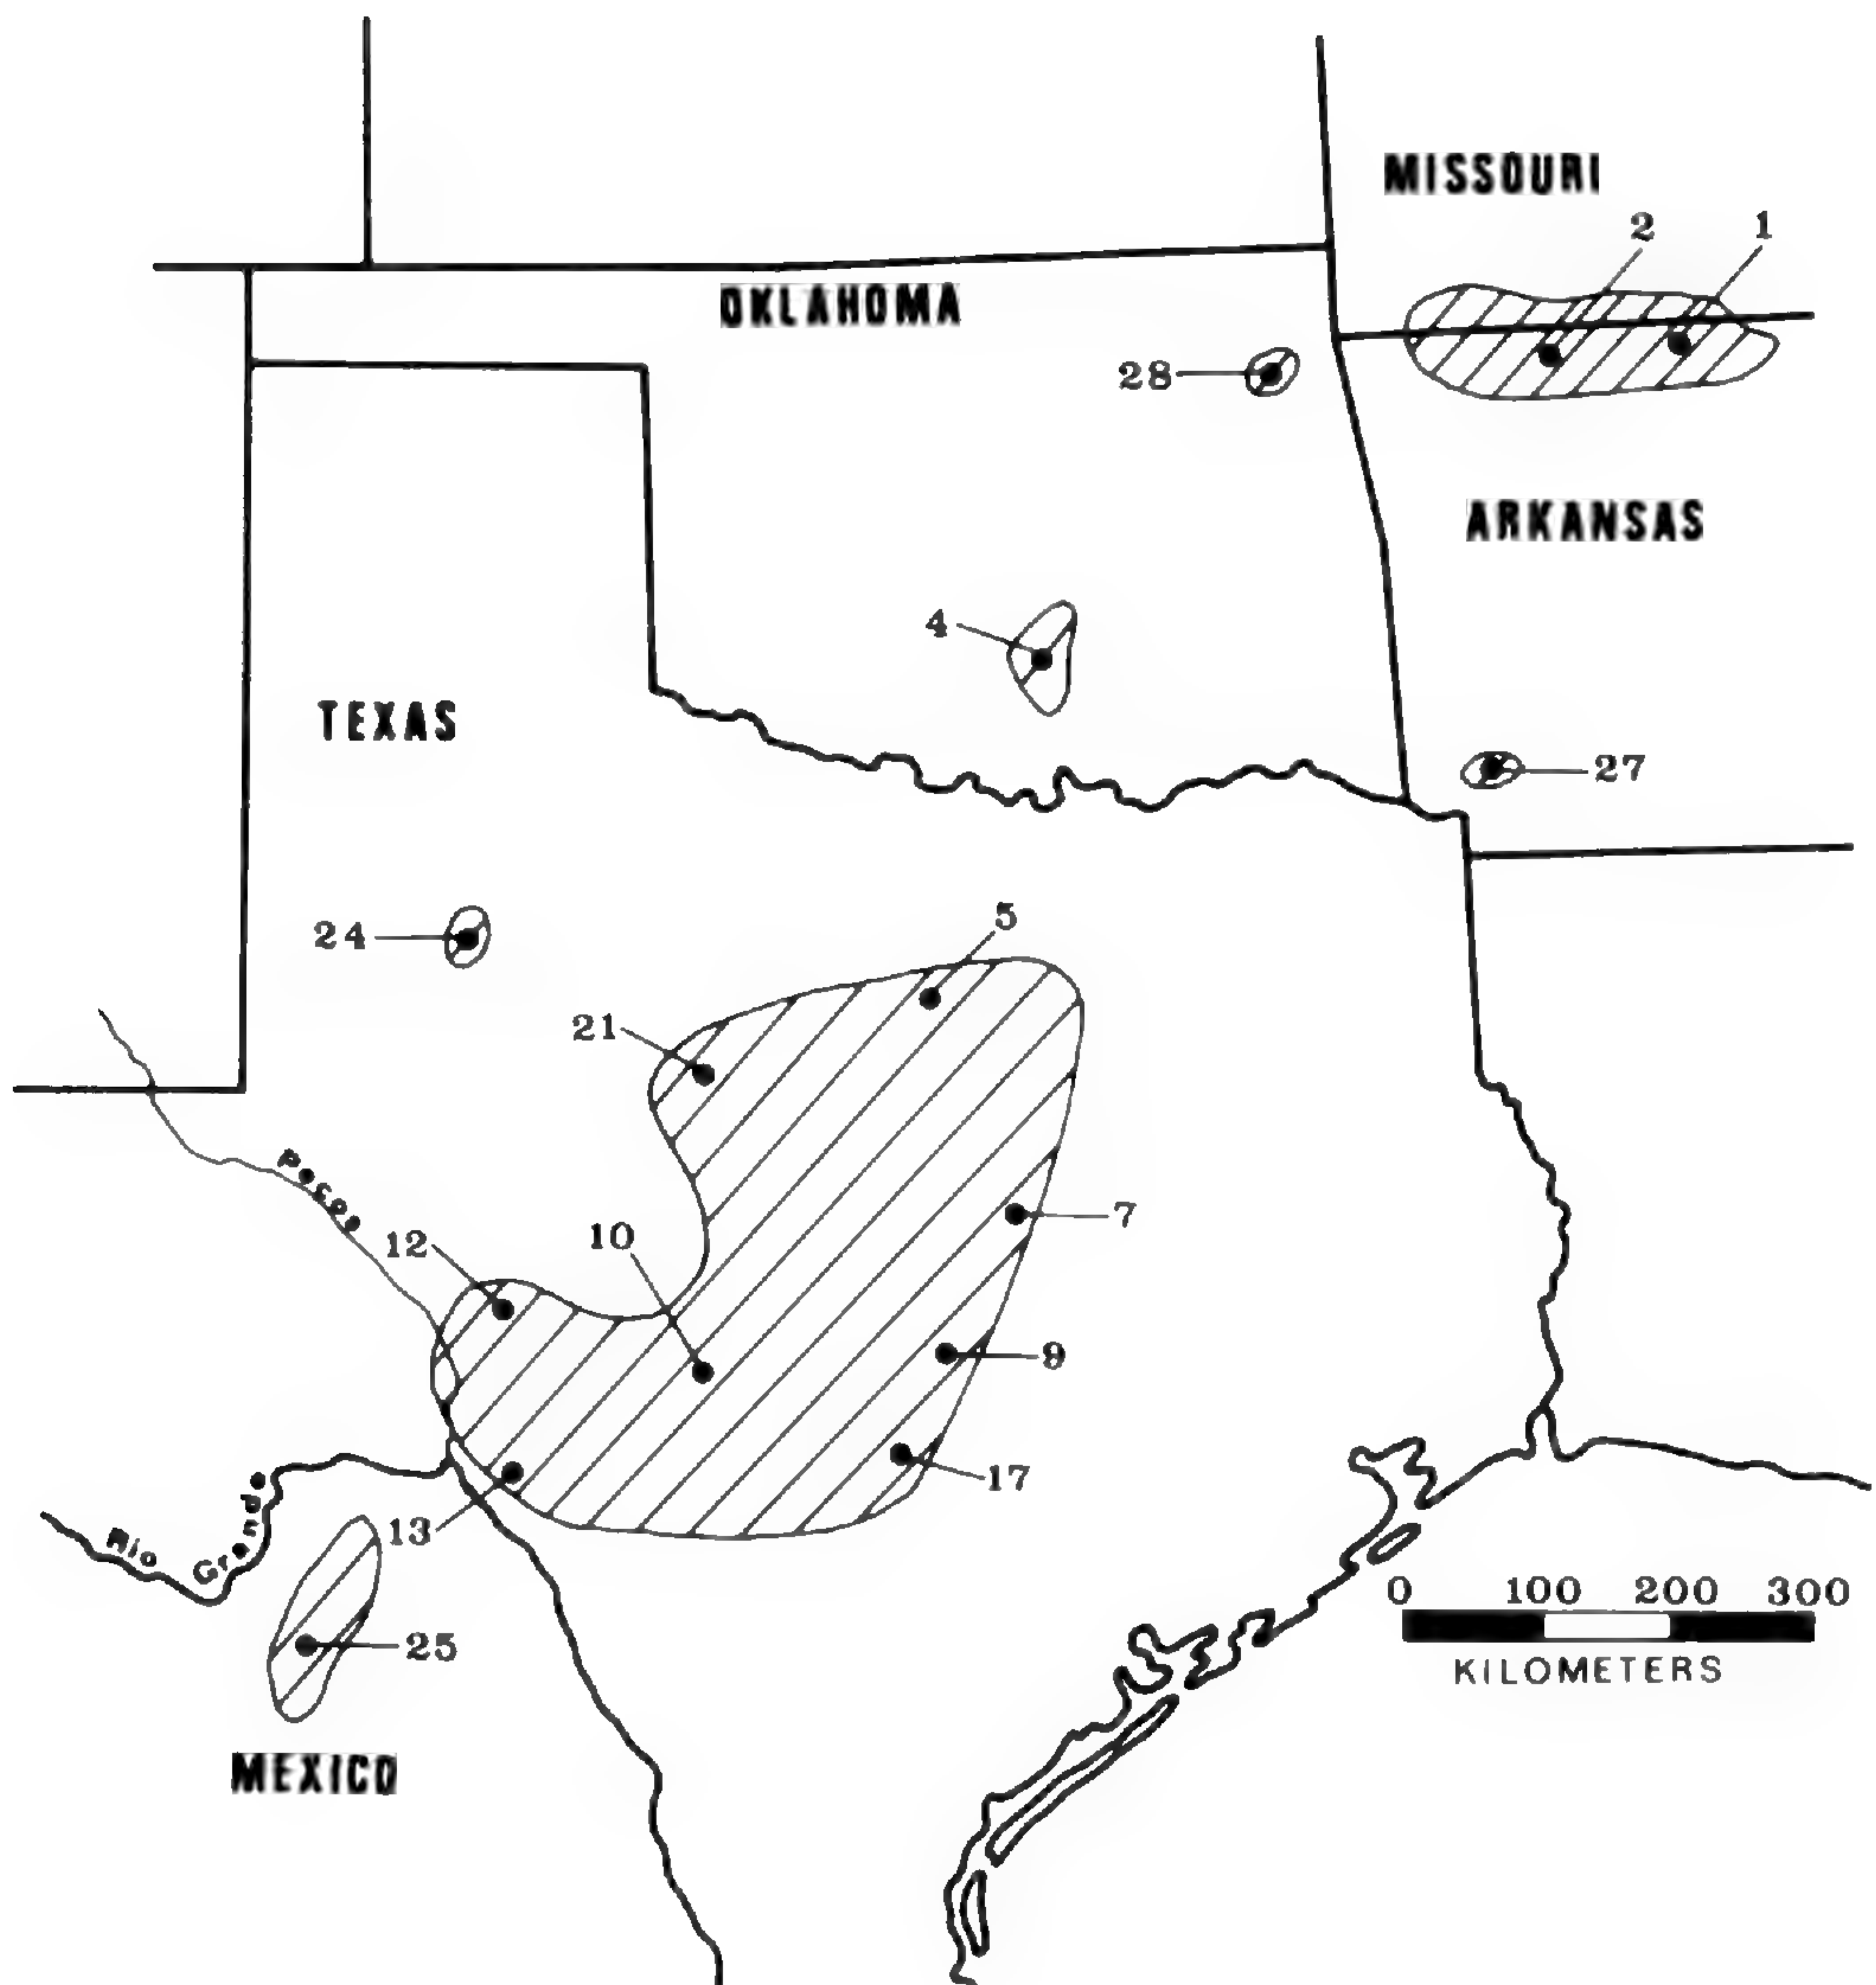 MISSOURI
2 1
OKLAHOMA
28
ARKANSAS
4
TEXAS
27
24
5
21
Pecos
7
12
10
9
17
13
Rio Grande
0 100 200 300
KILOMETERS
25
MEXICO